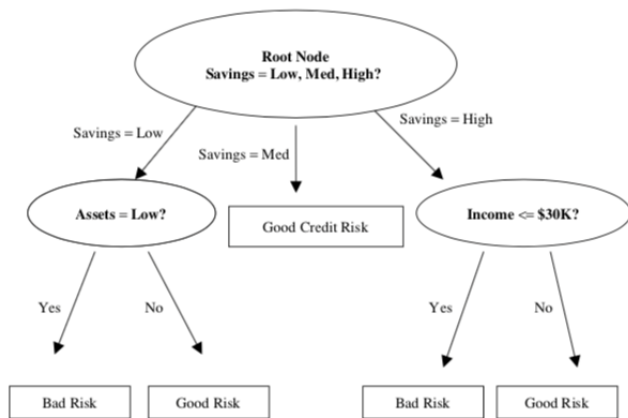 Root Node
Savings = Low, Med, High?
Savings = Low
Savings = Med
Savings = High
Assets = Low?
Good Credit Risk
Income <= $30K?
Yes
No
Yes
No
Bad Risk
Good Risk
Bad Risk
Good Risk